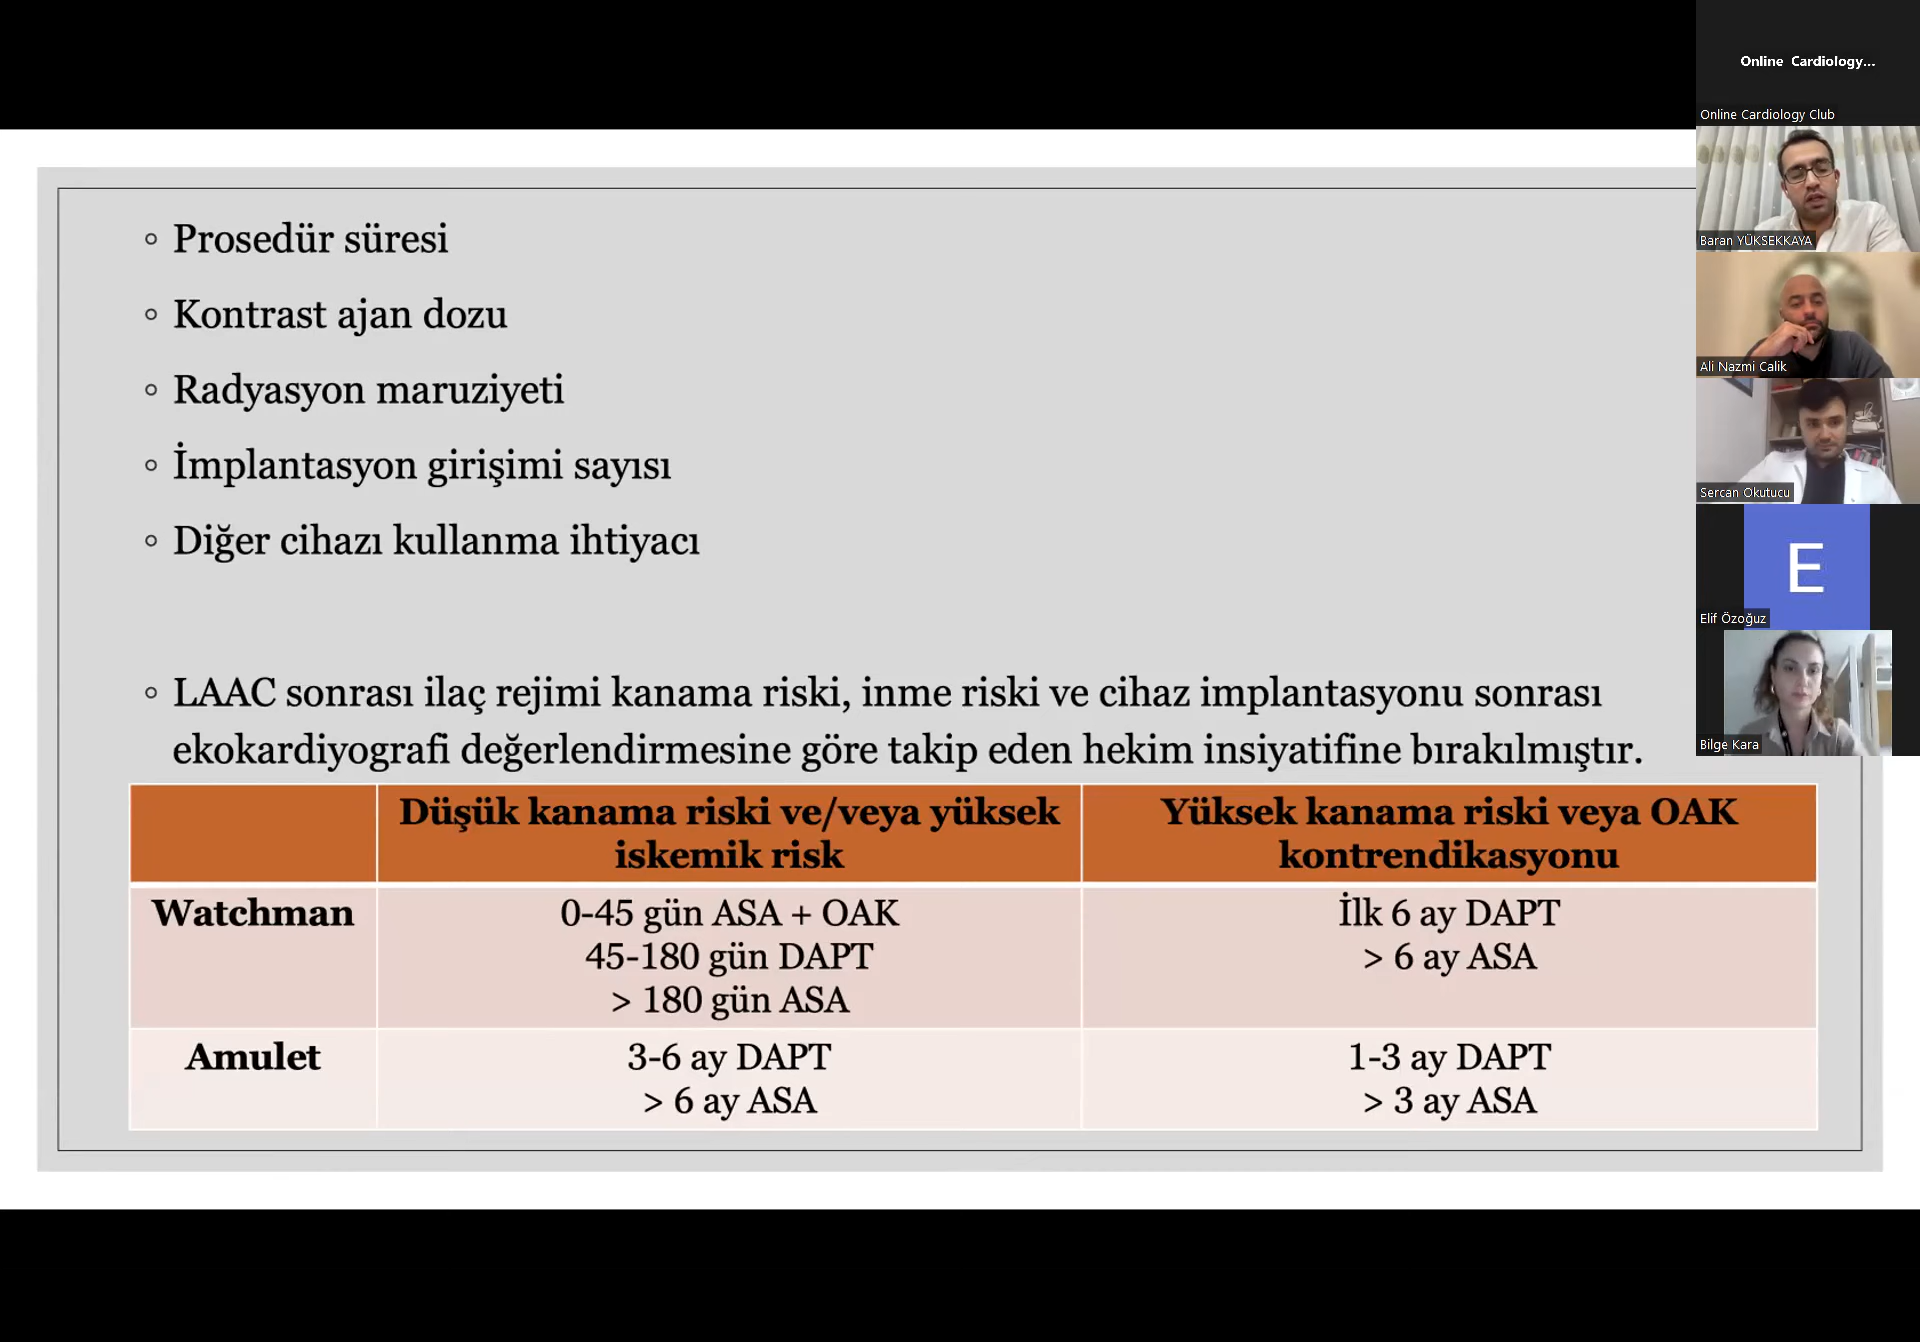 Online Cardiology...
Online Cardiology Club
◦ Prosedür süresi
◦ Kontrast ajan dozu
◦ Radyasyon maruziyeti
◦ İmplantasyon girişimi sayısı
◦ Diğer cihazı kullanma ihtiyacı
◦ LAAC sonrası ilaç rejimi kanama riski, inme riski ve cihaz implantasyonu sonrası
ekokardiyografi değerlendirmesine göre takip eden hekim insiyatifine bırakılmıştır.
Düşük kanama riski ve/veya yüksek
iskemik risk
Yüksek kanama riski veya OAK
kontrendikasyonu
Watchman
0-45 gün ASA + OAK
45-180 gün DAPT
> 180 gün ASA
İlk 6 ay DAPT
> 6 ay ASA
Amulet
3-6 ay DAPT
> 6 ay ASA
1-3 ay DAPT
> 3 ay ASA
Baran YÜKSEKKAYA
Ali Nazmi Calik
Sercan Okutucu
E
Elif Özoğuz
Bilge Kara